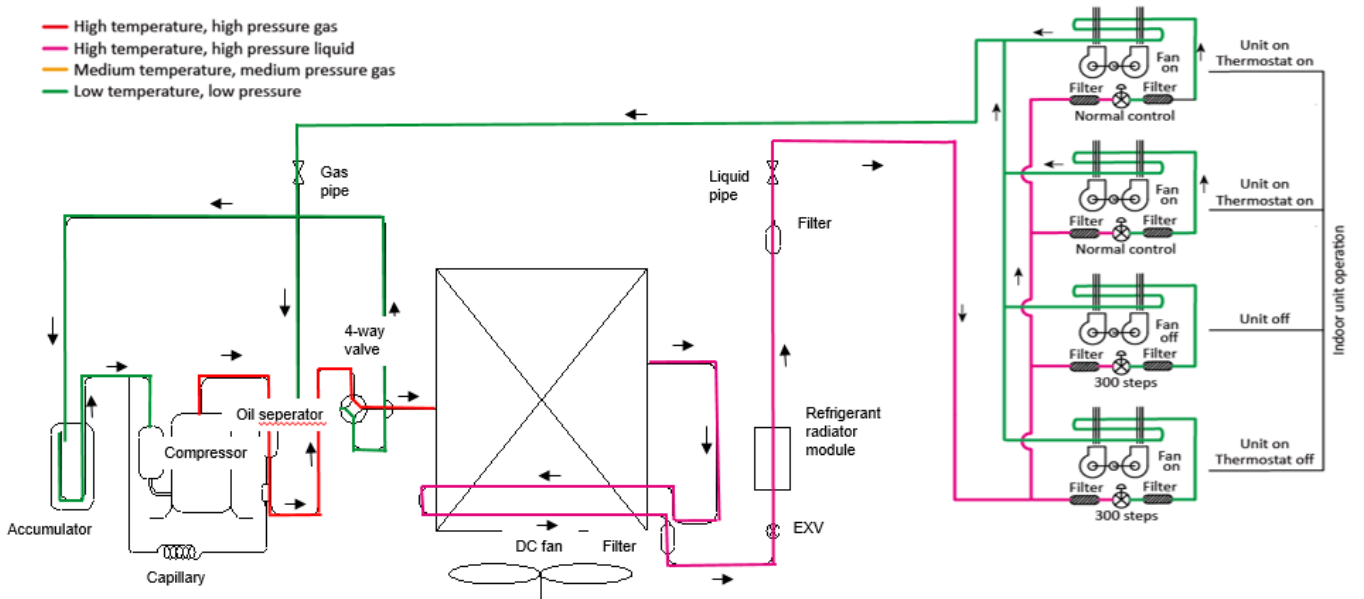 High temperature, high pressure gas
High temperature, high pressure liquid
Medium temperature, medium pressure gas
Low temperature, low pressure
Gas
pipe
Liquid
pipe
Filter
4-way
valve
Oil seperator
Compressor
Accumulator
Capillary
DC fan
Filter
EXV
Refrigerant
radiator
module
Fan
on
Filter
Filter
Normal control
Unit on
Thermostat on
Fan
on
Filter
Filter
Normal control
Unit on
Thermostat on
Fan
off
Filter
Filter
300 steps
Unit off
Fan
on
Filter
Filter
300 steps
Unit on
Thermostat off
Indoor unit operation